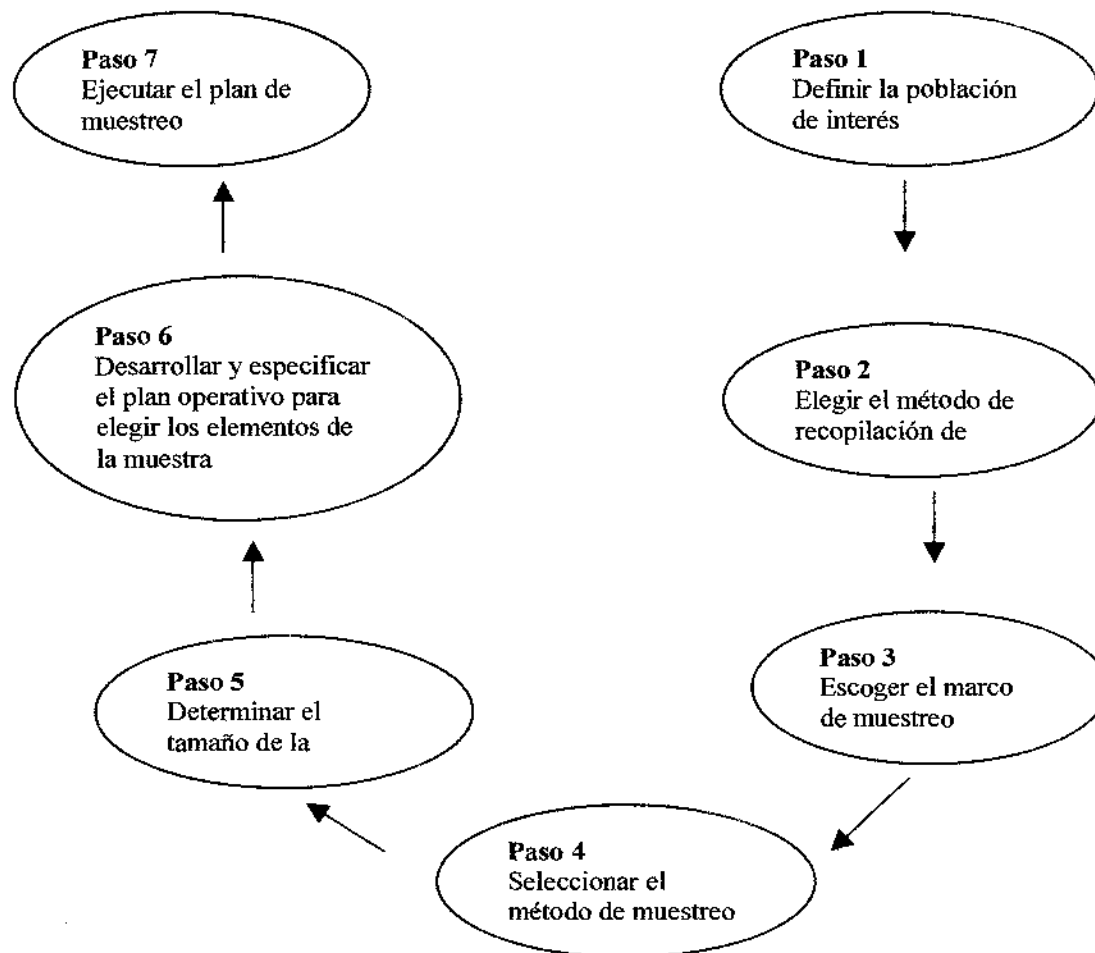 Paso 1
Definir la población
de interés
Paso 2
Elegir el método de
recopilación de
Paso 3
Escoger el marco
de muestreo
Paso 4
Seleccionar el
método de muestreo
Paso 5
Determinar el
tamaño de la
Paso 6
Desarrollar y especificar
el plan operativo para
elegir los elementos de
la muestra
Paso 7
Ejecutar el plan de
muestreo